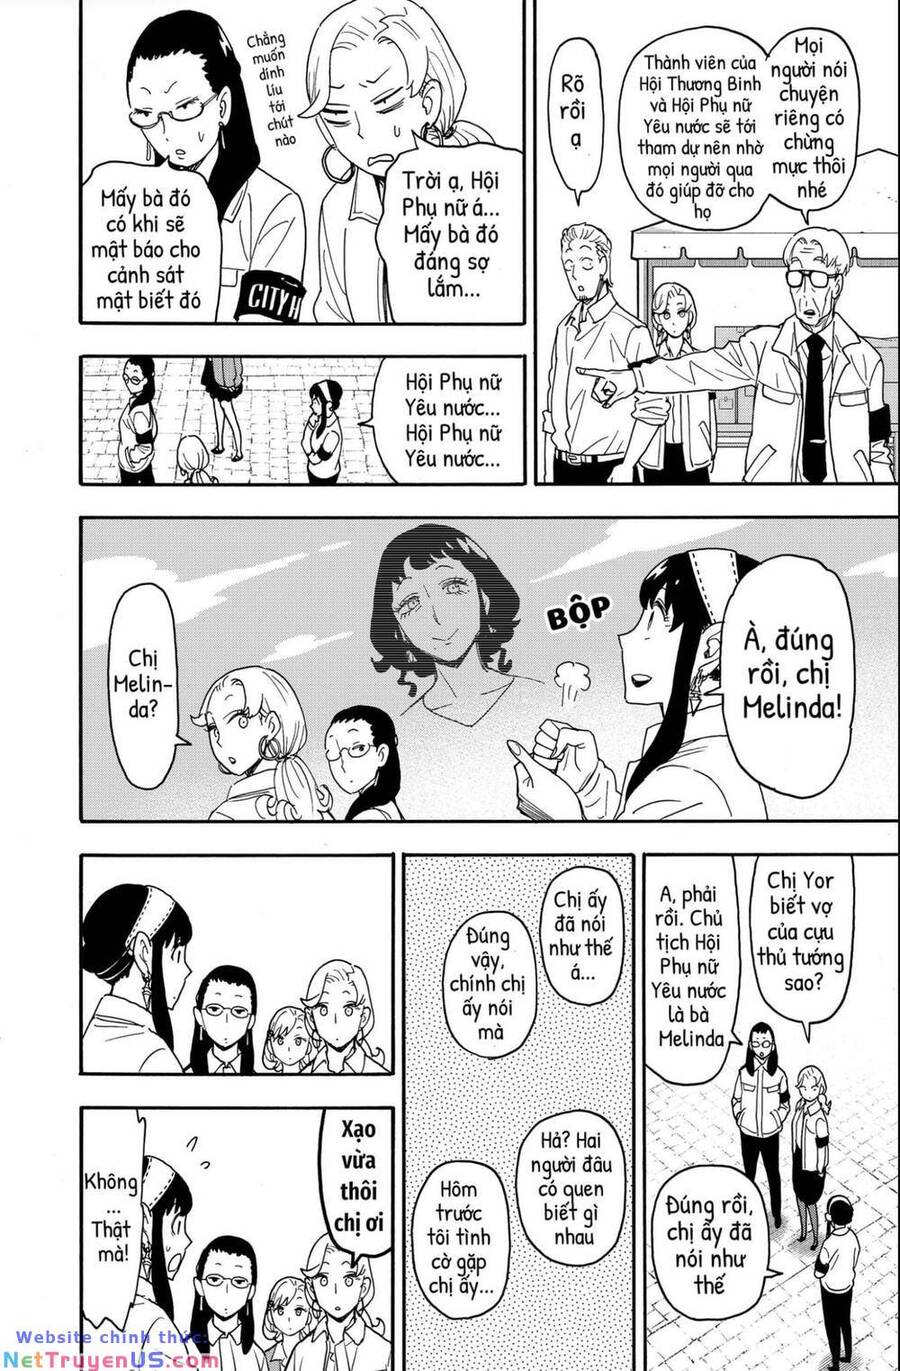 Mọi
người nói
chuyện
riêng có
chừng
mực thôi
nhé
Thành viên của
Hội Thương Binh
và Hội Phụ nữ
Yêu nước sẽ tới
tham dự nên nhờ
mọi người qua
đó giúp đỡ cho
họ
Rõ
rồi ạ
Trời ạ, Hội
Phụ nữ á...
Mấy bà đó
đáng sợ
lắm...
Chẳng
muốn
dính
líu
tới
chút
nào
Mấy bà đó
có khi sẽ
mật báo cho
cảnh sát
mật biết đó
CITY H
Hội Phụ nữ
Yêu nước...
Hội Phụ nữ
Yêu nước...
À, đúng
rồi, chị
Melinda!
BỘP
Chị
Melin-
da?
Chị Yor
biết vợ
của cựu
thủ tướng
sao?
A, phải
rồi. Chủ
tịch Hội
Phụ nữ
Yêu nước
là bà
Melinda
Đúng rồi,
chị ấy đã
nói như
thế
Chị ấy
đã nói
như thế
á...
Đúng
vậy,
chính chị
ấy nói
mà
Hả? Hai
người đâu
có quen
biết gì
nhau
Hôm
trước
tôi tình
cờ gặp
chị ấy...
Xạo
vừa
thôi
chị ơi
Không
...
Thật
mà!
Website chính thức:
NetTruyenUS.com